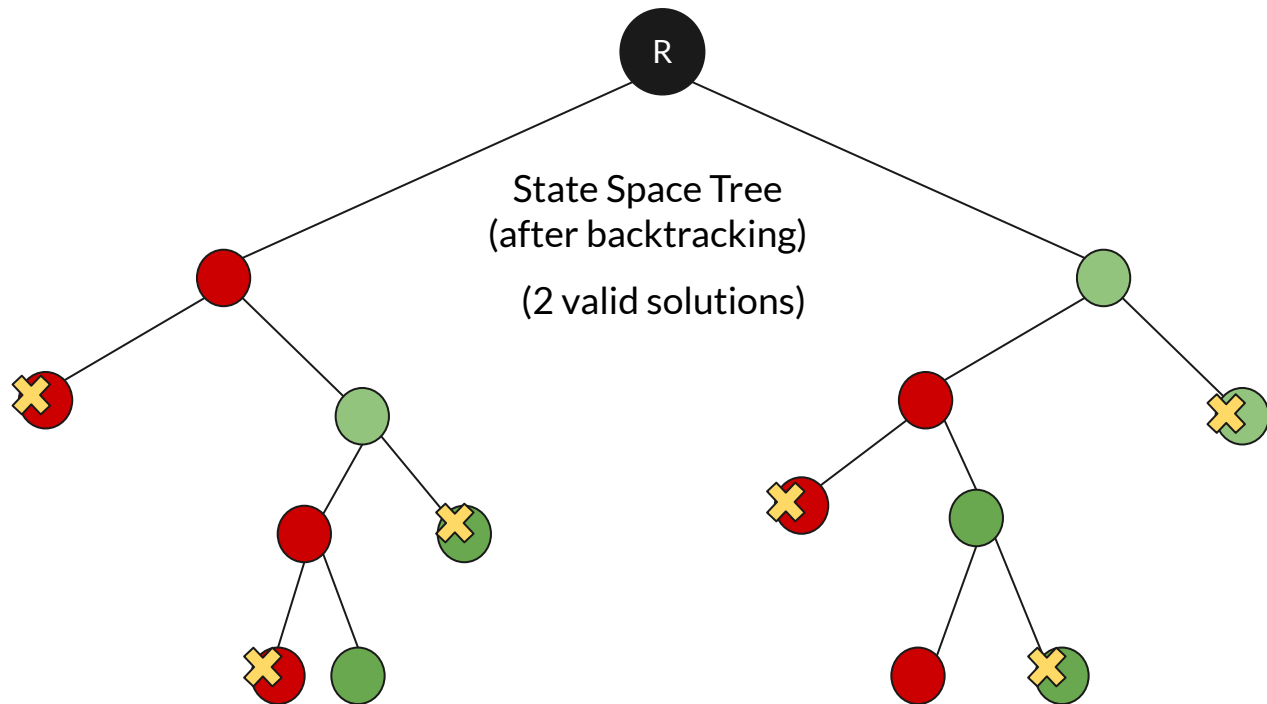 R
State Space Tree
(after backtracking)
(2 valid solutions)